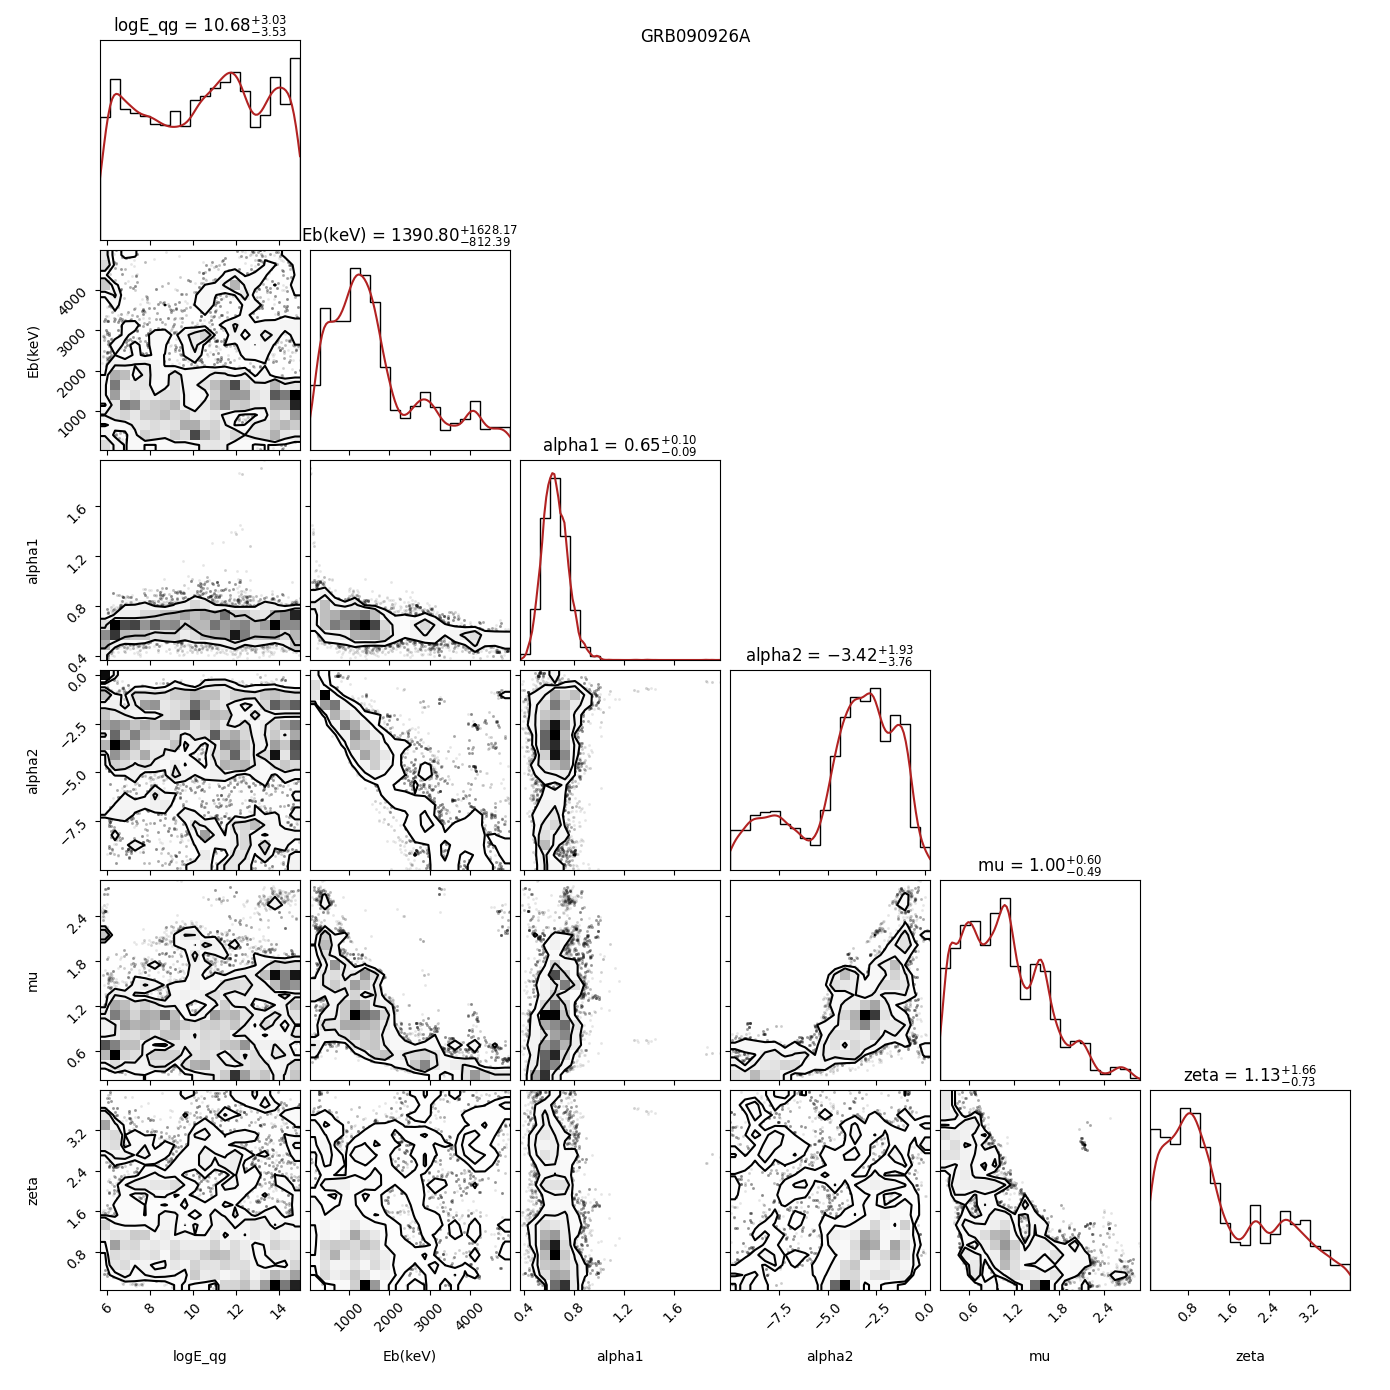 GRB090926A
logE_qg = 10.68+3.03−3.53
Eb(keV) = 1390.80+1628.17−812.39
Eb(keV)
4000
3000
2000
1000
alpha1 = 0.65+0.10−0.09
alpha1
1.6
1.2
0.8
0.4
alpha2 = −3.42+1.93−3.76
alpha2
0.0
−2.5
−5.0
−7.5
mu = 1.00+0.60−0.49
mu
2.4
1.8
1.2
0.6
zeta = 1.13+1.66−0.73
zeta
3.2
2.4
1.6
0.8
6 8 10 12 14
1000 2000 3000 4000
0.4 0.8 1.2 1.6
−7.5 −5.0 −2.5 0.0
0.6 1.2 1.8 2.4
0.8 1.6 2.4 3.2
logE_qg Eb(keV) alpha1 alpha2 mu zeta